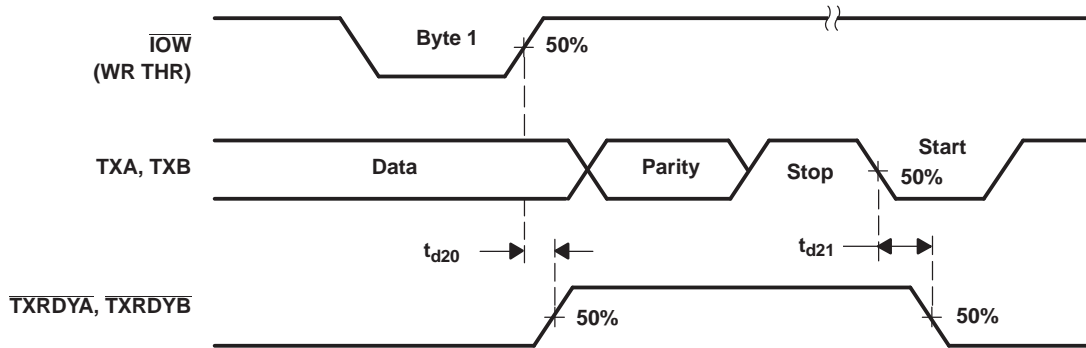 Byte 1
IOW
(WR THR)
50%
TXA, TXB
Data
Parity
Stop
Start
50%
td20
td21
TXRDYA, TXRDYB
50%
50%